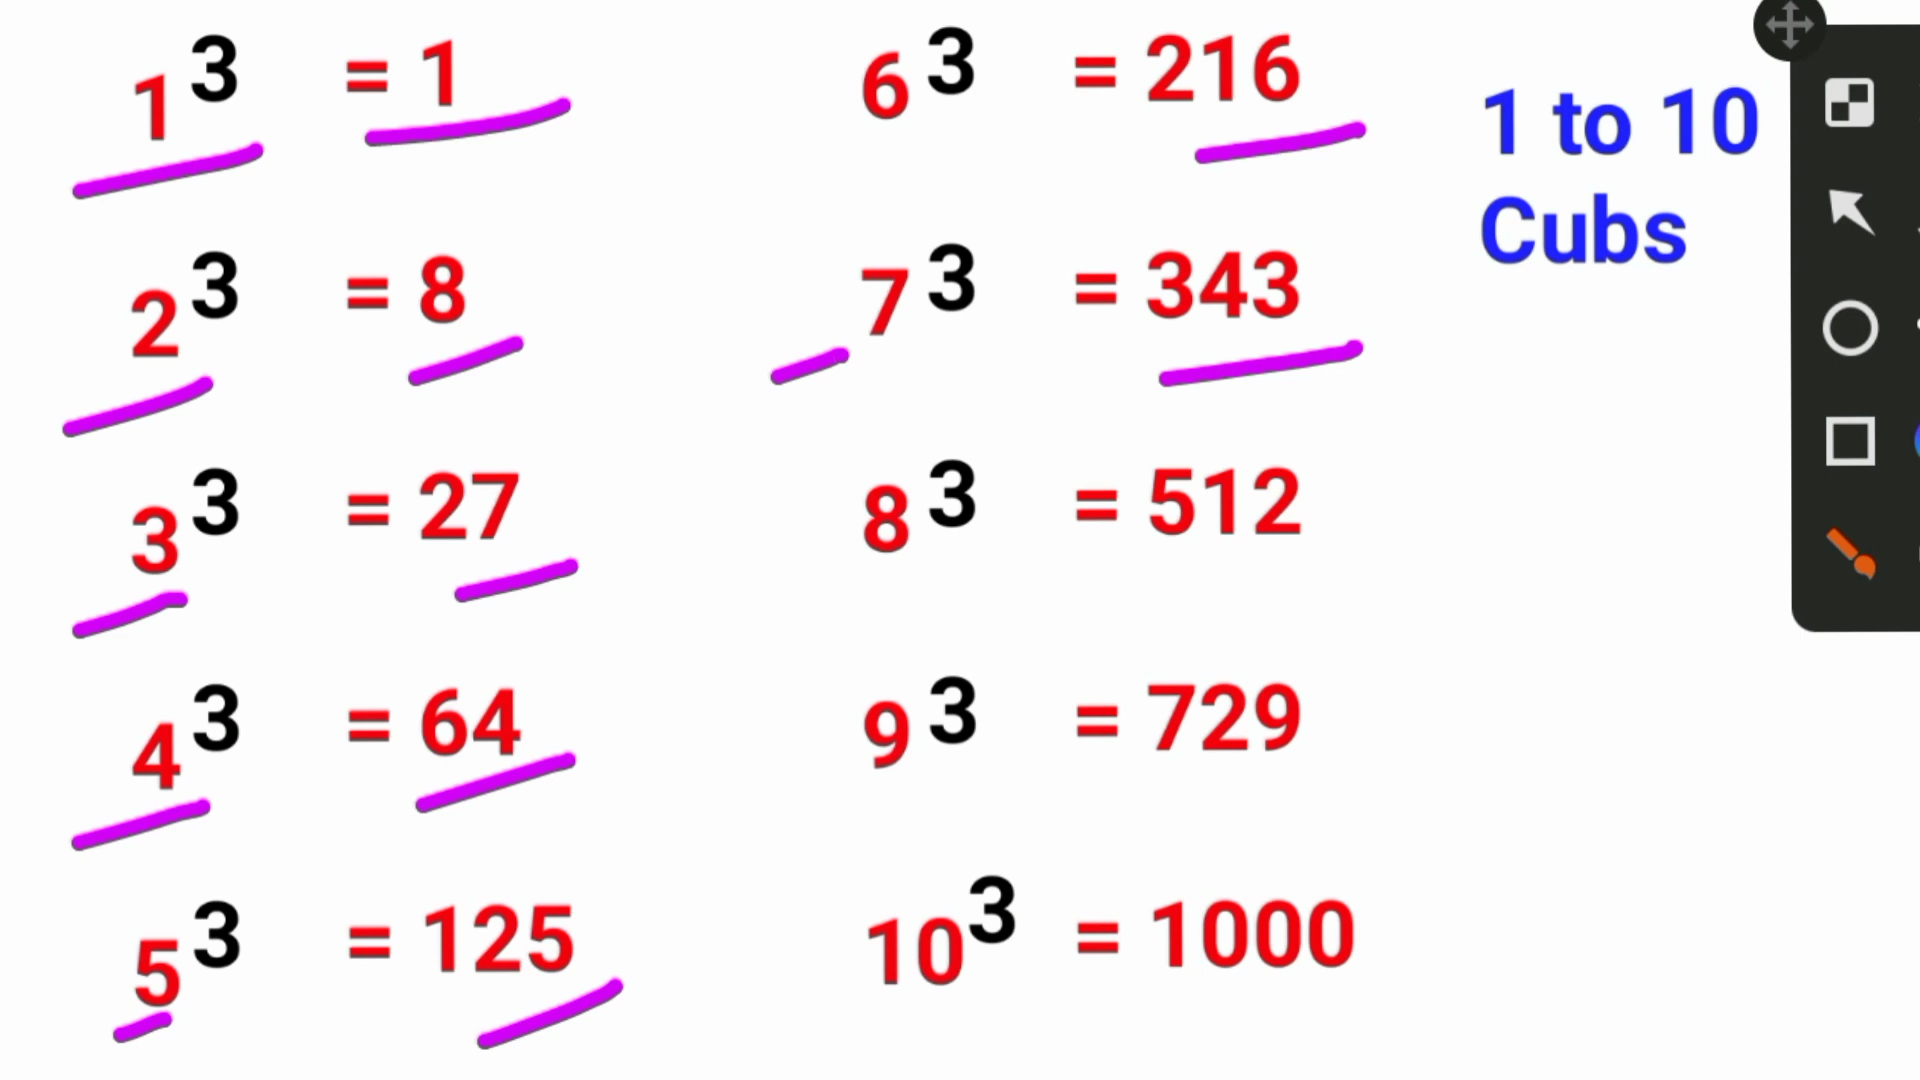 1³ = 1
2³ = 8
3³ = 27
4³ = 64
5³ = 125
6³ = 216
7³ = 343
8³ = 512
9³ = 729
10³ = 1000
1 to 10
Cubs